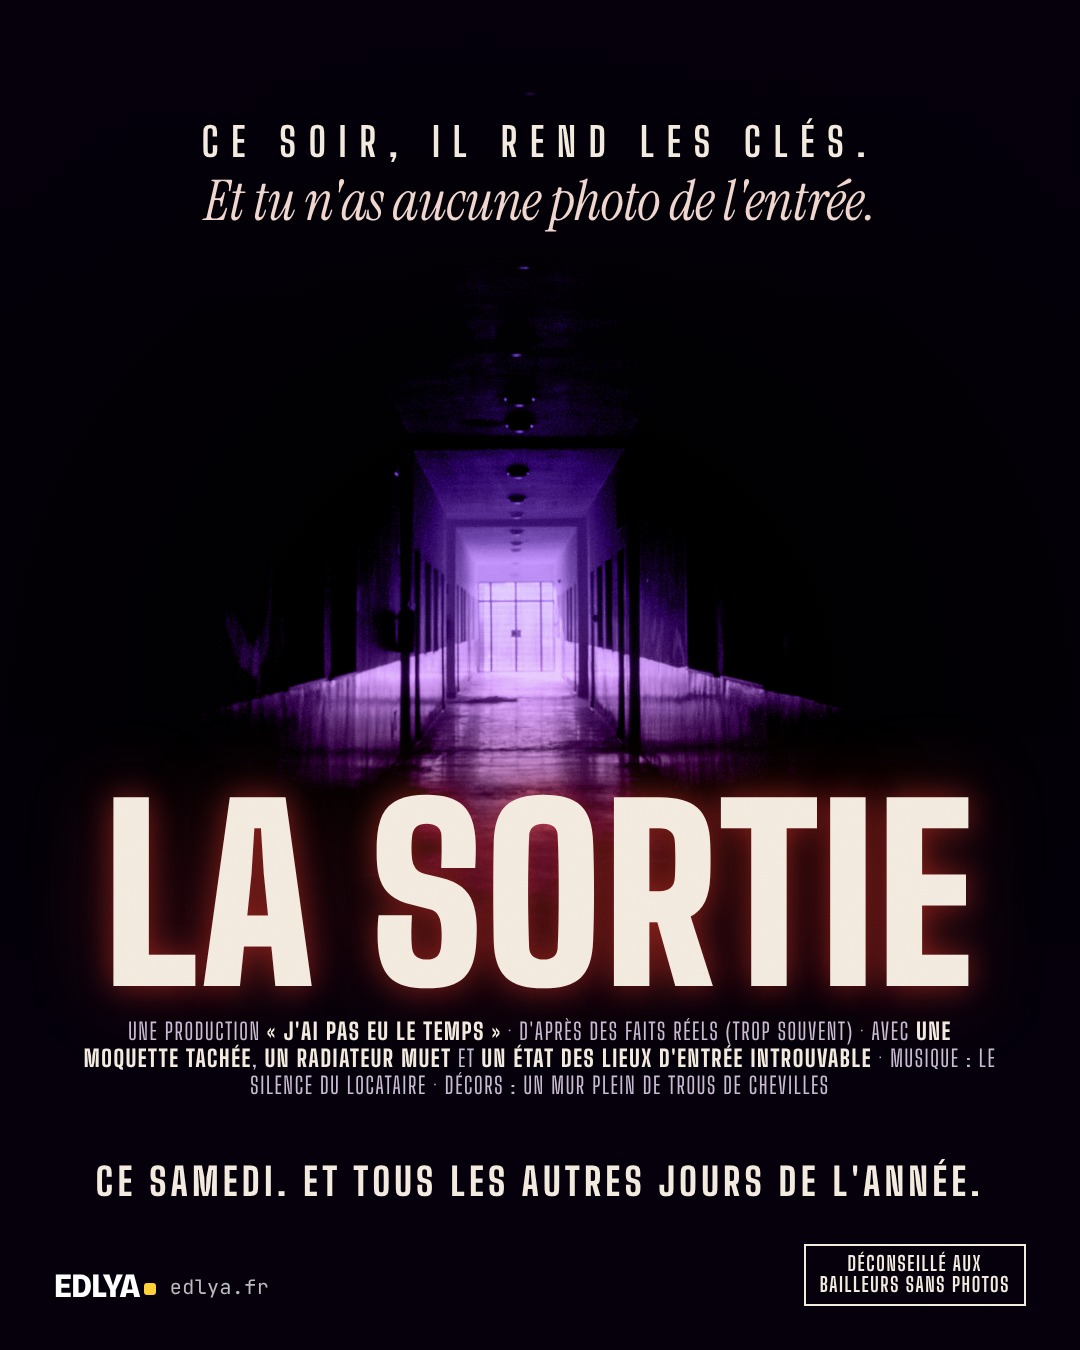 CE SOIR, IL REND LES CLÉS.
Et tu n'as aucune photo de l'entrée.
LA SORTIE
UNE PRODUCTION « J'AI PAS EU LE TEMPS » · D'APRÈS DES FAITS RÉELS (TROP SOUVENT) · AVEC UNE
MOQUETTE TACHÉE, UN RADIATEUR MUET ET UN ÉTAT DES LIEUX D'ENTRÉE INTROUVABLE · MUSIQUE : LE
SILENCE DU LOCATAIRE · DÉCORS : UN MUR PLEIN DE TROUS DE CHEVILLES
CE SAMEDI. ET TOUS LES AUTRES JOURS DE L'ANNÉE.
DÉCONSEILLÉ AUX
BAILLEURS SANS PHOTOS
EDLYA edlya.fr